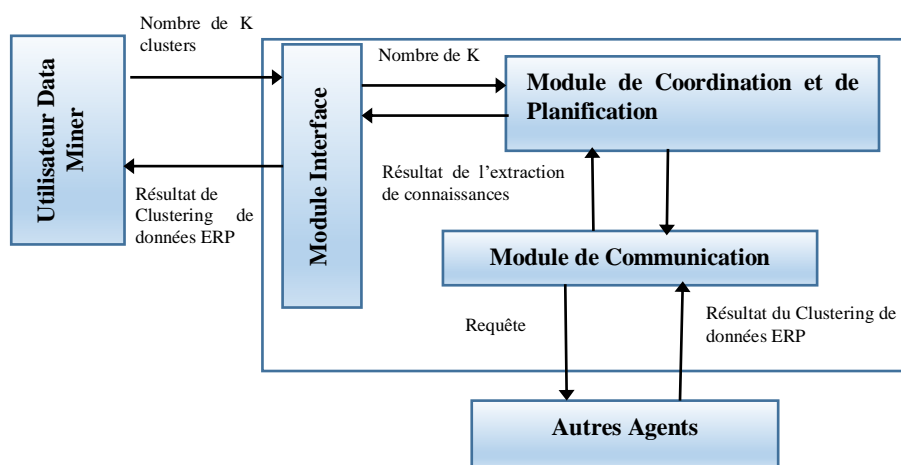 Nombre de K
clusters
Nombre de K
Module de Coordination et de
Planification
Utilisateur Data
Miner
Module Interface
Résultat de
Clustering de
données ERP
Résultat de l’extraction
de connaissances
Module de Communication
Requête
Résultat du Clustering de
données ERP
Autres Agents